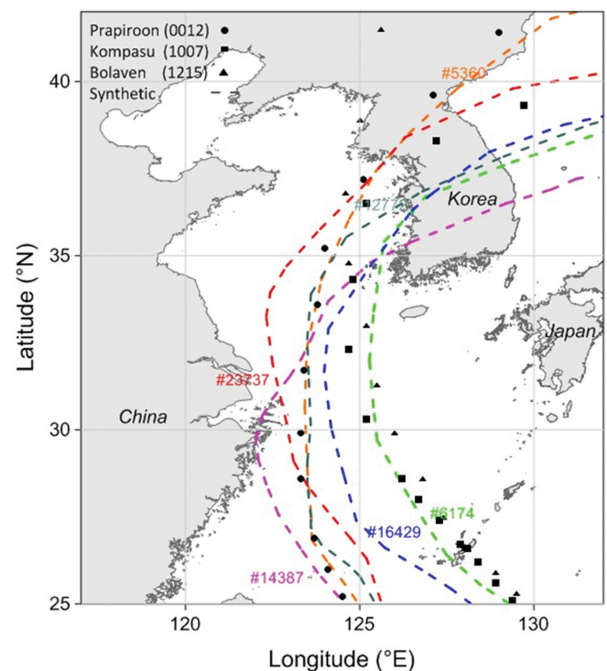 Prapiroon (0012)
Kompasu (1007)
Bolaven (1215)
Synthetic
#5360
40
Korea
35
Latitude (°N)
Japan
#23737
China
30
#6174
#16429
#14387
25
120
125
130
Longitude (°E)